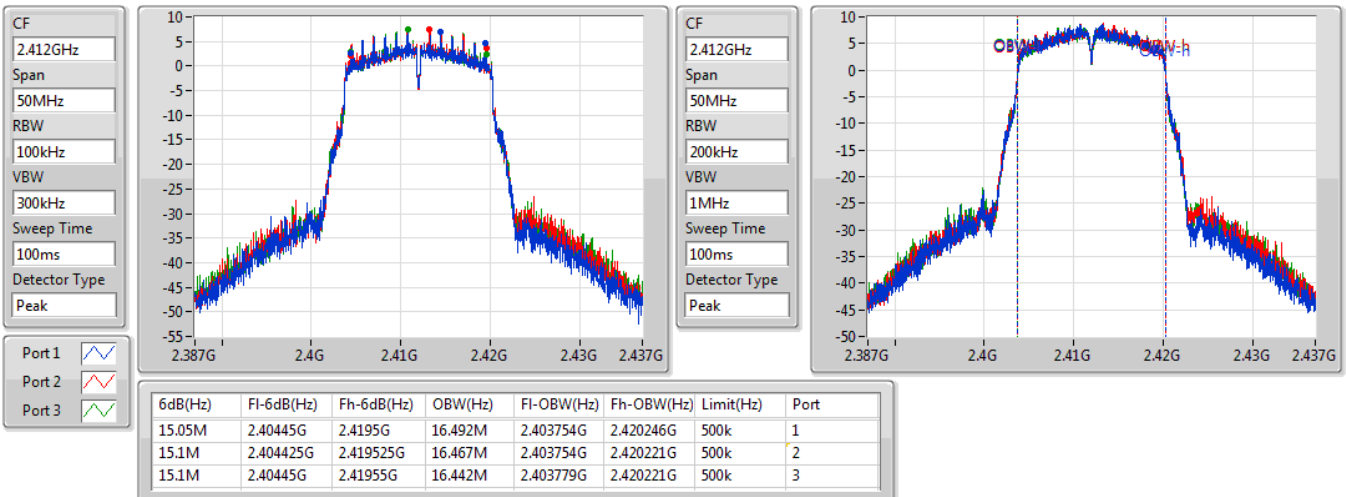 CF
2.412GHz
Span
50MHz
RBW
100kHz
VBW
300kHz
Sweep Time
100ms
Detector Type
Peak
Port 1
Port 2
Port 3
10
5
0
-5
-10
-15
-20
-25
-30
-35
-40
-45
-50
-55
2.387G 2.4G 2.41G 2.42G 2.43G 2.437G
CF
2.412GHz
Span
50MHz
RBW
200kHz
VBW
1MHz
Sweep Time
100ms
Detector Type
Peak
10
5
0
-5
-10
-15
-20
-25
-30
-35
-40
-45
-50
2.387G 2.4G 2.41G 2.42G 2.43G 2.437G
6dB(Hz) Fl-6dB(Hz) Fh-6dB(Hz) OBW(Hz) Fl-OBW(Hz) Fh-OBW(Hz) Limit(Hz) Port
15.05M 2.40445G 2.4195G 16.492M 2.403754G 2.420246G 500k 1
15.1M 2.404425G 2.419525G 16.467M 2.403754G 2.420221G 500k 2
15.1M 2.40445G 2.41955G 16.442M 2.403779G 2.420221G 500k 3